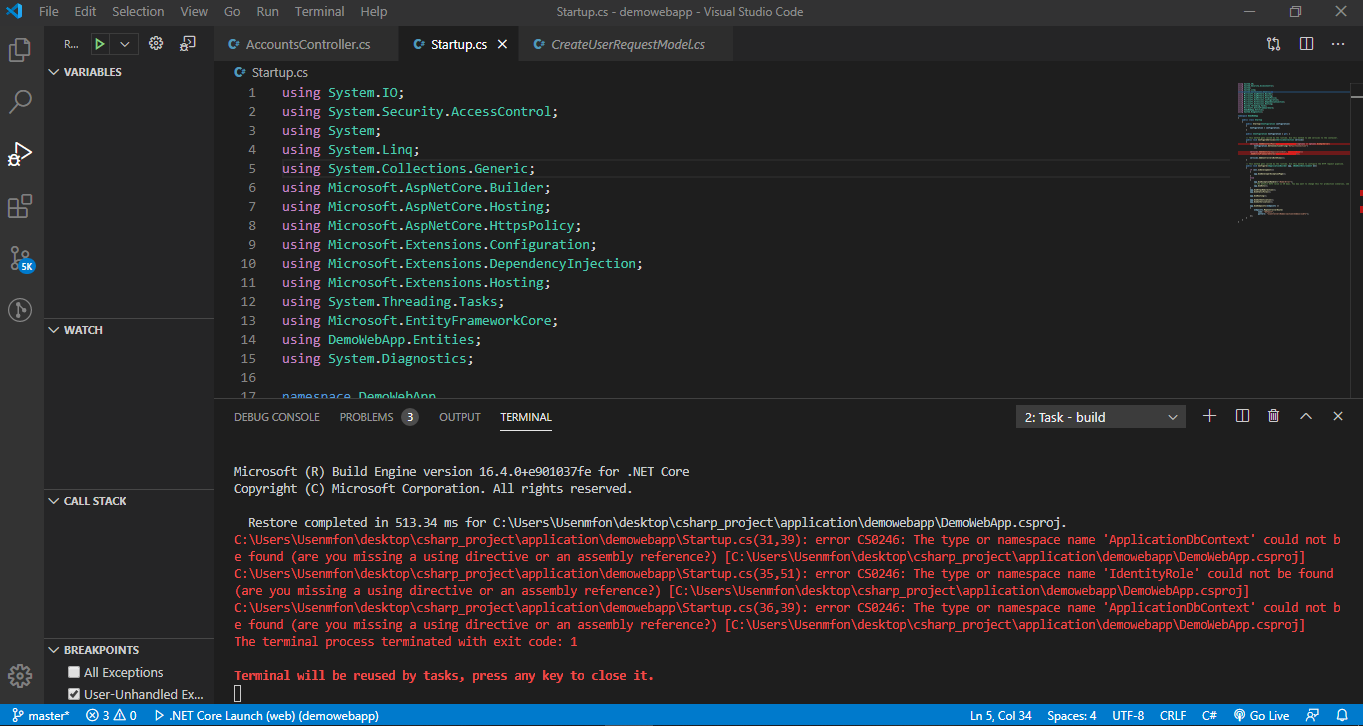 File Edit Selection View Go Run Terminal Help Startup.cs - demowebapp - Visual Studio Code
R...
AccountsController.cs Startup.cs CreateUserRequestModel.cs
VARIABLES
Startup.cs
1 using System.IO;
2 using System.Security.AccessControl;
3 using System;
4 using System.Linq;
5 using System.Collections.Generic;
6 using Microsoft.AspNetCore.Builder;
7 using Microsoft.AspNetCore.Hosting;
8 using Microsoft.AspNetCore.HttpsPolicy;
9 using Microsoft.Extensions.Configuration;
10 using Microsoft.Extensions.DependencyInjection;
11 using Microsoft.Extensions.Hosting;
12 using System.Threading.Tasks;
13 using Microsoft.EntityFrameworkCore;
14 using DemoWebApp.Entities;
15 using System.Diagnostics;
16
17 namespace DemoWebApp
5K
WATCH
CALL STACK
BREAKPOINTS
All Exceptions
User-Unhandled Ex...
DEBUG CONSOLE PROBLEMS 3 OUTPUT TERMINAL 2: Task - build
Microsoft (R) Build Engine version 16.4.0+e901037fe for .NET Core
Copyright (C) Microsoft Corporation. All rights reserved.
Restore completed in 513.34 ms for C:\Users\Usenmfon\desktop\csharp_project\application\demowebapp\DemoWebApp.csproj.
C:\Users\Usenmfon\desktop\csharp_project\application\demowebapp\Startup.cs(31,39): error CS0246: The type or namespace name 'ApplicationDbContext' could not b
e found (are you missing a using directive or an assembly reference?) [C:\Users\Usenmfon\desktop\csharp_project\application\demowebapp\DemoWebApp.csproj]
C:\Users\Usenmfon\desktop\csharp_project\application\demowebapp\Startup.cs(35,51): error CS0246: The type or namespace name 'IdentityRole' could not be found
(are you missing a using directive or an assembly reference?) [C:\Users\Usenmfon\desktop\csharp_project\application\demowebapp\DemoWebApp.csproj]
C:\Users\Usenmfon\desktop\csharp_project\application\demowebapp\Startup.cs(36,39): error CS0246: The type or namespace name 'ApplicationDbContext' could not b
e found (are you missing a using directive or an assembly reference?) [C:\Users\Usenmfon\desktop\csharp_project\application\demowebapp\DemoWebApp.csproj]
The terminal process terminated with exit code: 1
Terminal will be reused by tasks, press any key to close it.
master* 3 0 .NET Core Launch (web) (demowebapp) Ln 5, Col 34 Spaces: 4 UTF-8 CRLF C# Go Live